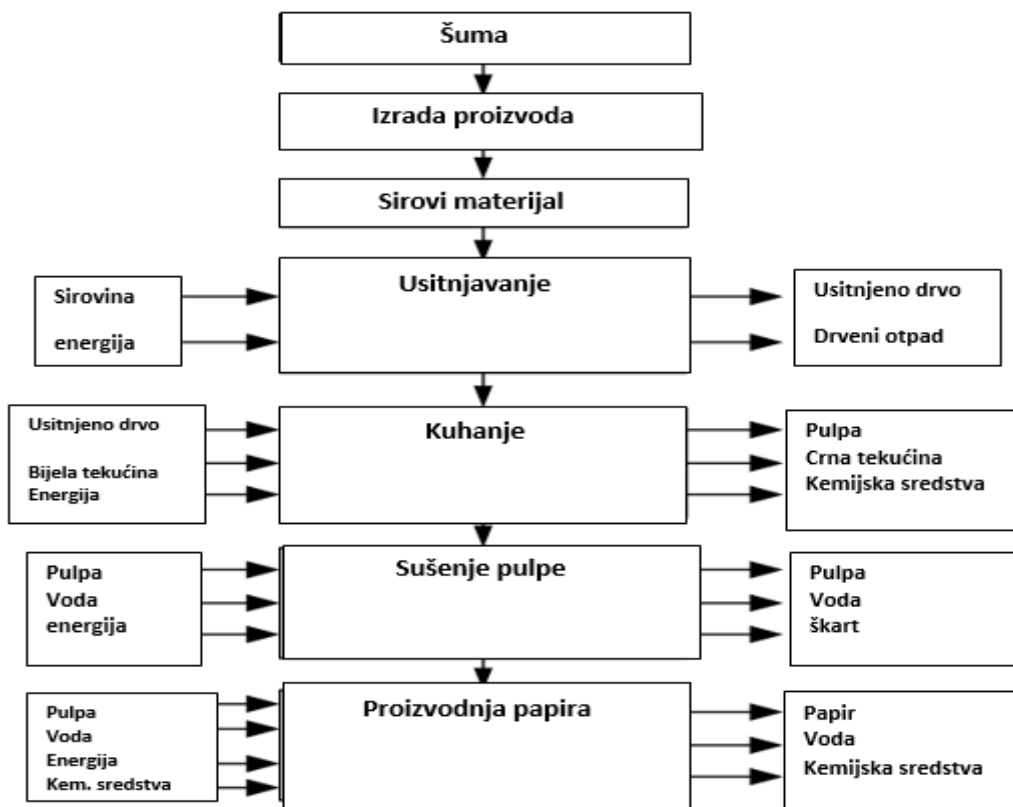 Šuma
Izrada proizvoda
Sirovi materijal
Sirovina
energija
Usitnjavanje
Usitnjeno drvo
Drveni otpad
Usitnjeno drvo
Bijela tekućina
Energija
Kuhanje
Pulpa
Crna tekućina
Kemijska sredstva
Pulpa
Voda
energija
Sušenje pulpe
Pulpa
Voda
škart
Pulpa
Voda
Energija
Kem. sredstva
Proizvodnja papira
Papir
Voda
Kemijska sredstva